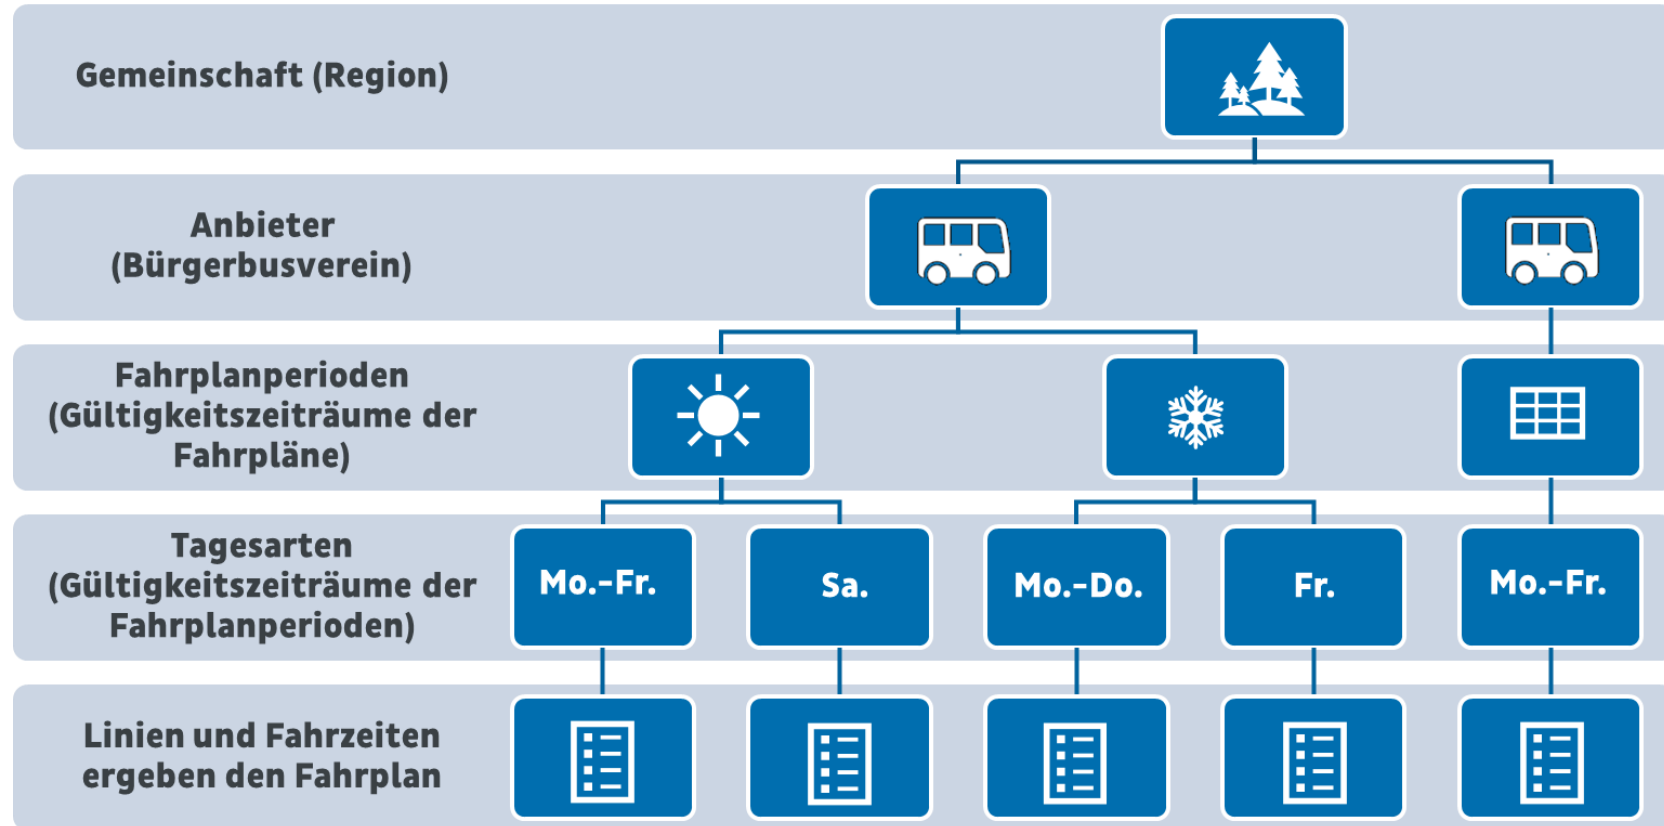 Gemeinschaft (Region)
Anbieter
(Bürgerbusverein)
Fahrplanperioden
(Gültigkeitszeiträume der
Fahrpläne)
Tagesarten
(Gültigkeitszeiträume der
Fahrplanperioden)
Mo.-Fr.
Sa.
Mo.-Do.
Fr.
Mo.-Fr.
Linien und Fahrzeiten
ergeben den Fahrplan